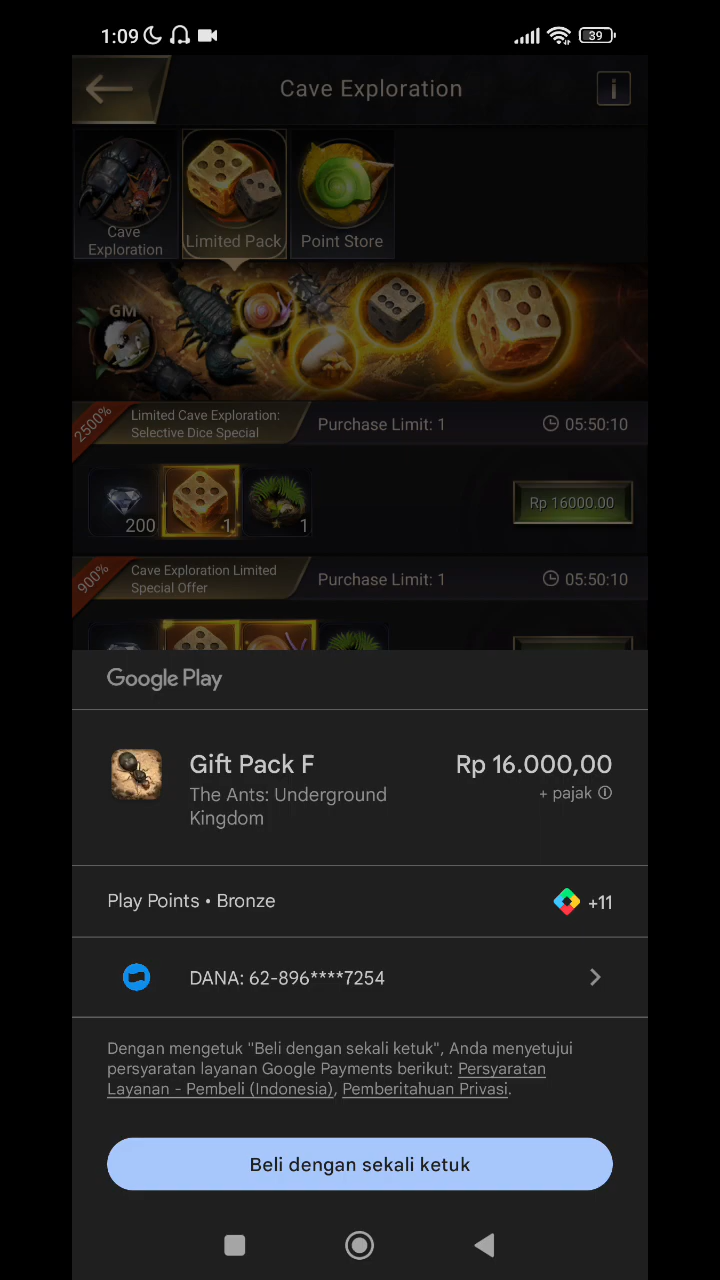 1:09
39
Cave Exploration
i
Cave
Exploration
Limited Pack
Point Store
GM
2500%
Limited Cave Exploration:
Selective Dice Special
Purchase Limit: 1
05:50:10
200
1
1
Rp 16000.00
900%
Cave Exploration Limited
Special Offer
Purchase Limit: 1
05:50:10
Google Play
Gift Pack F
Rp 16.000,00
The Ants: Underground
Kingdom
+ pajak
Play Points • Bronze
+11
DANA: 62-896****7254
Dengan mengetuk "Beli dengan sekali ketuk", Anda menyetujui
persyaratan layanan Google Payments berikut: Persyaratan
Layanan - Pembeli (Indonesia), Pemberitahuan Privasi.
Beli dengan sekali ketuk